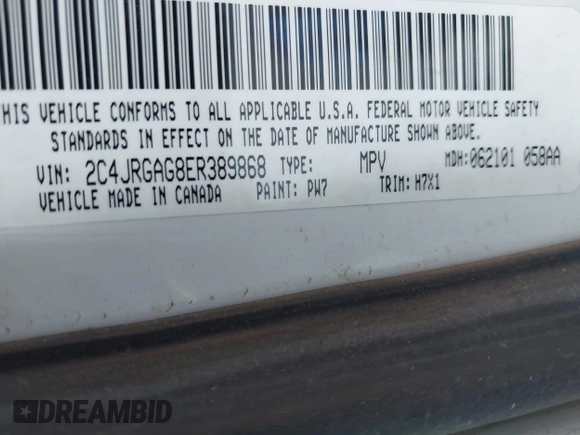 THIS VEHICLE CONFORMS TO ALL APPLICABLE U.S.A. FEDERAL MOTOR VEHICLE SAFETY
STANDARDS IN EFFECT ON THE DATE OF MANUFACTURE SHOWN ABOVE.
VIN: 2C4JRGAG8ER389868 TYPE: MPV MDH:062101 058AA
VEHICLE MADE IN CANADA PAINT: PW7 TRIM: H7X1
DREAMBID